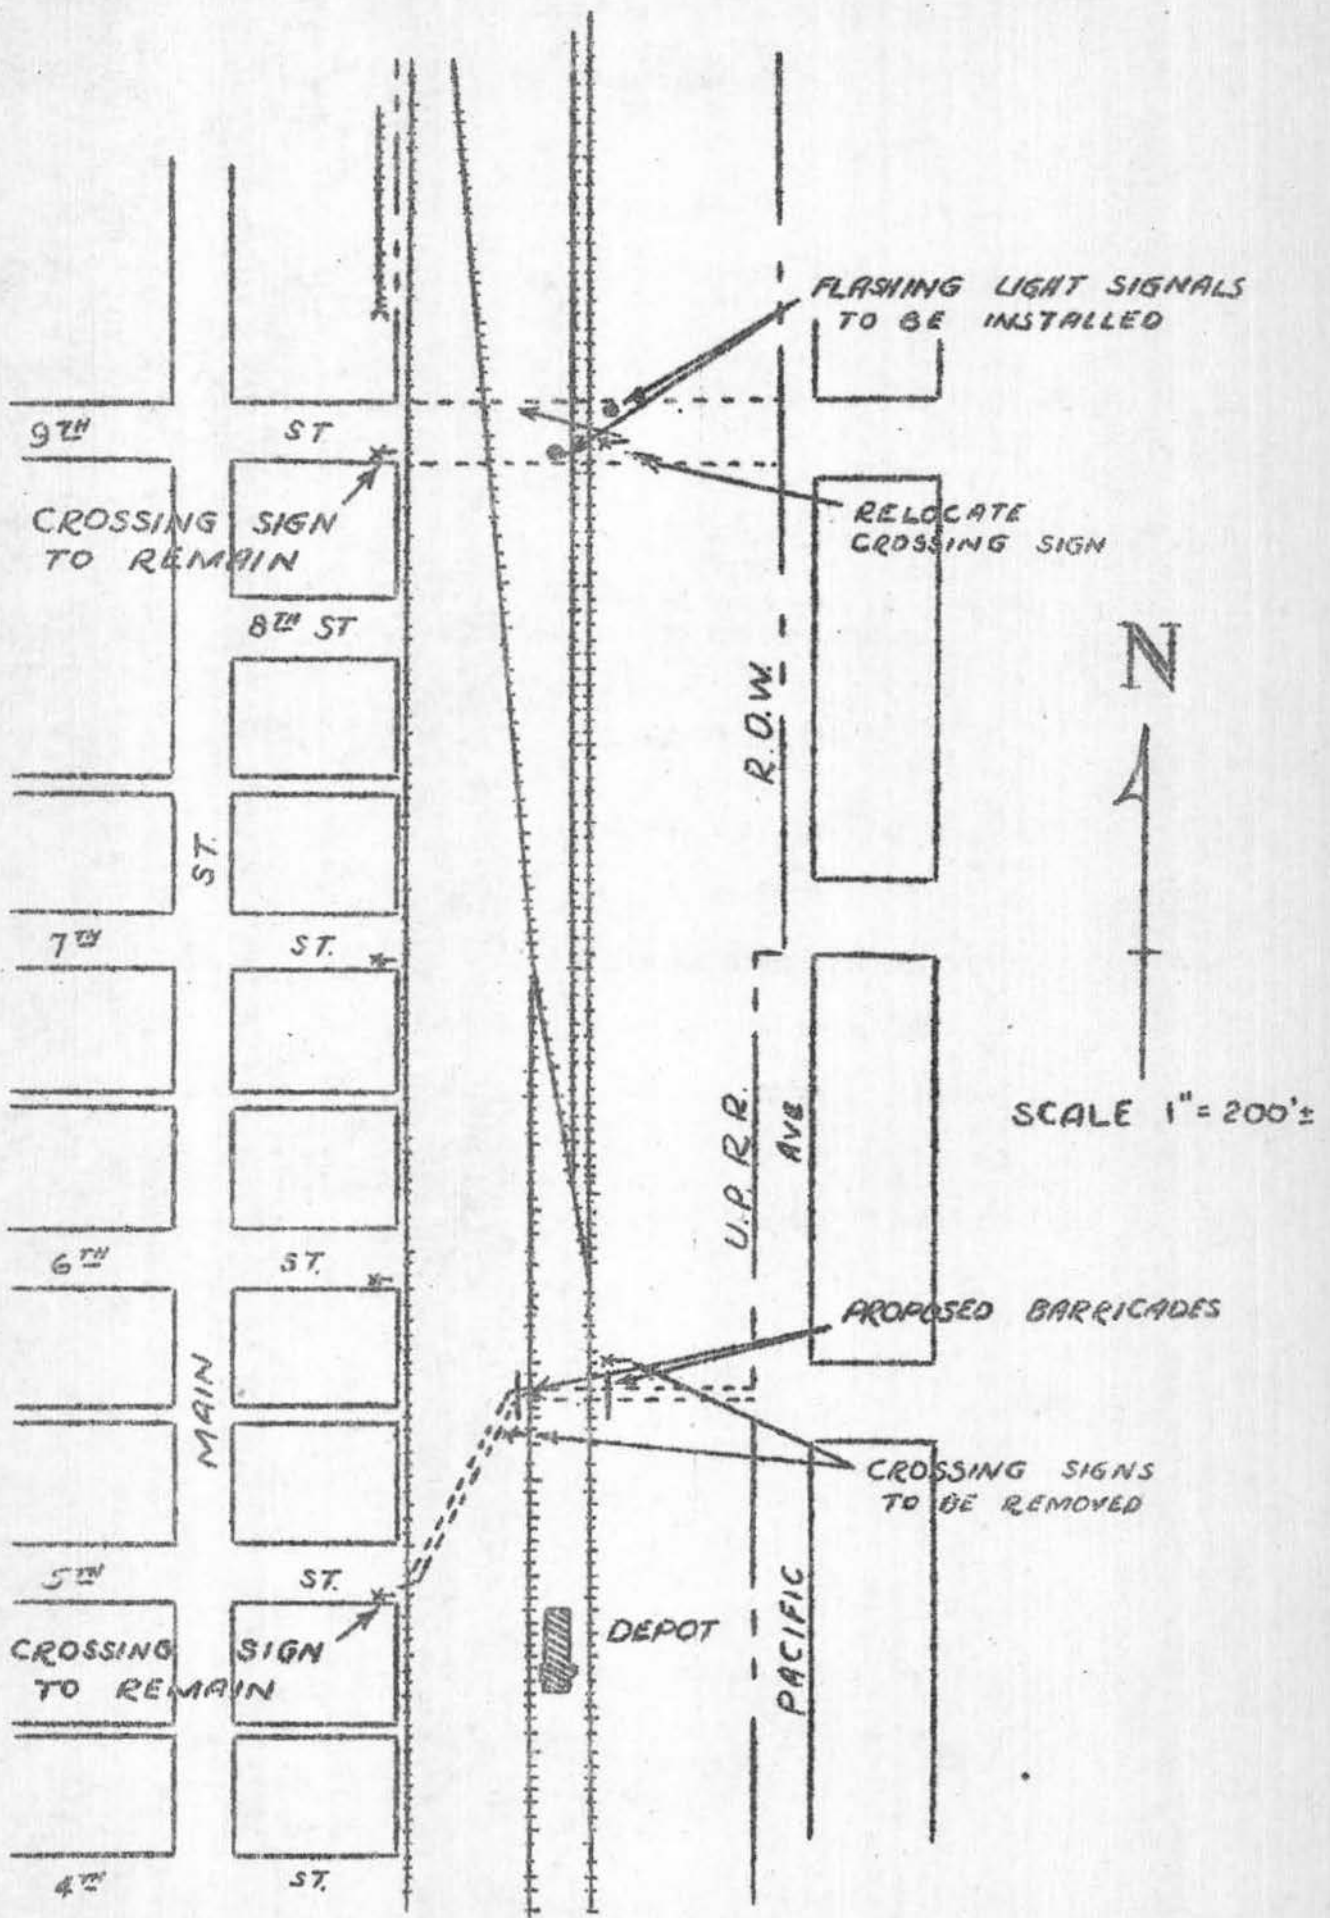 FLASHING LIGHT SIGNALS
TO BE INSTALLED
9TH ST
CROSSING SIGN
TO REMAIN
RELOCATE
CROSSING SIGN
8TH ST
N
R.O.W.
ST.
7TH ST.
U.P.R.R.
AVE
SCALE 1" = 200'±
6TH ST.
PROPOSED BARRICADES
MAIN
CROSSING SIGNS
TO BE REMOVED
5TH ST.
CROSSING SIGN
TO REMAIN
DEPOT
PACIFIC
4TH ST.